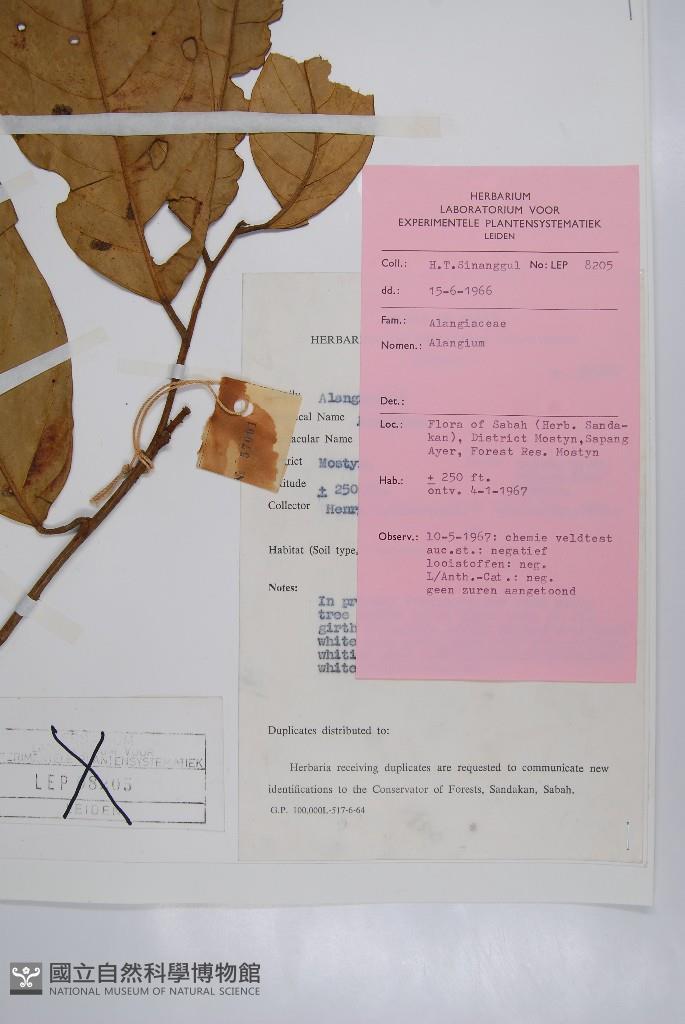 HERBARIUM
LABORATORIUM VOOR
EXPERIMENTELE PLANTENSYSTEMATIEK
LEIDEN
Coll.: H.T.Sinanggul No: LEP 8205
dd.: 15-6-1966
Fam.: Alangiaceae
Nomen.: Alangium
Det.:
Loc.: Flora of Sabah (Herb. Sanda-
kan), District Mostyn,Sapang
Ayer, Forest Res. Mostyn
Hab.: ± 250 ft.
ontv. 4-1-1967
Observ.: 10-5-1967: chemie veldtest
auc.st.: negatief
looistoffen: neg.
L/Anth.-Cat.: neg.
geen zuren aangetoond
HERBAR
Alang
cal Name
acular Name
rict Mosty
itude ± 250
Collector Henr
Habitat (Soil type,
Notes:
In pr
tree
girth
white
whiti
white
Duplicates distributed to:
Herbaria receiving duplicates are requested to communicate new
identifications to the Conservator of Forests, Sandakan, Sabah.
G.P. 100,000L-517-6-64
PLANTENSYSTEMATIEK
LEP 8205
LEIDEN
國立自然科學博物館
NATIONAL MUSEUM OF NATURAL SCIENCE